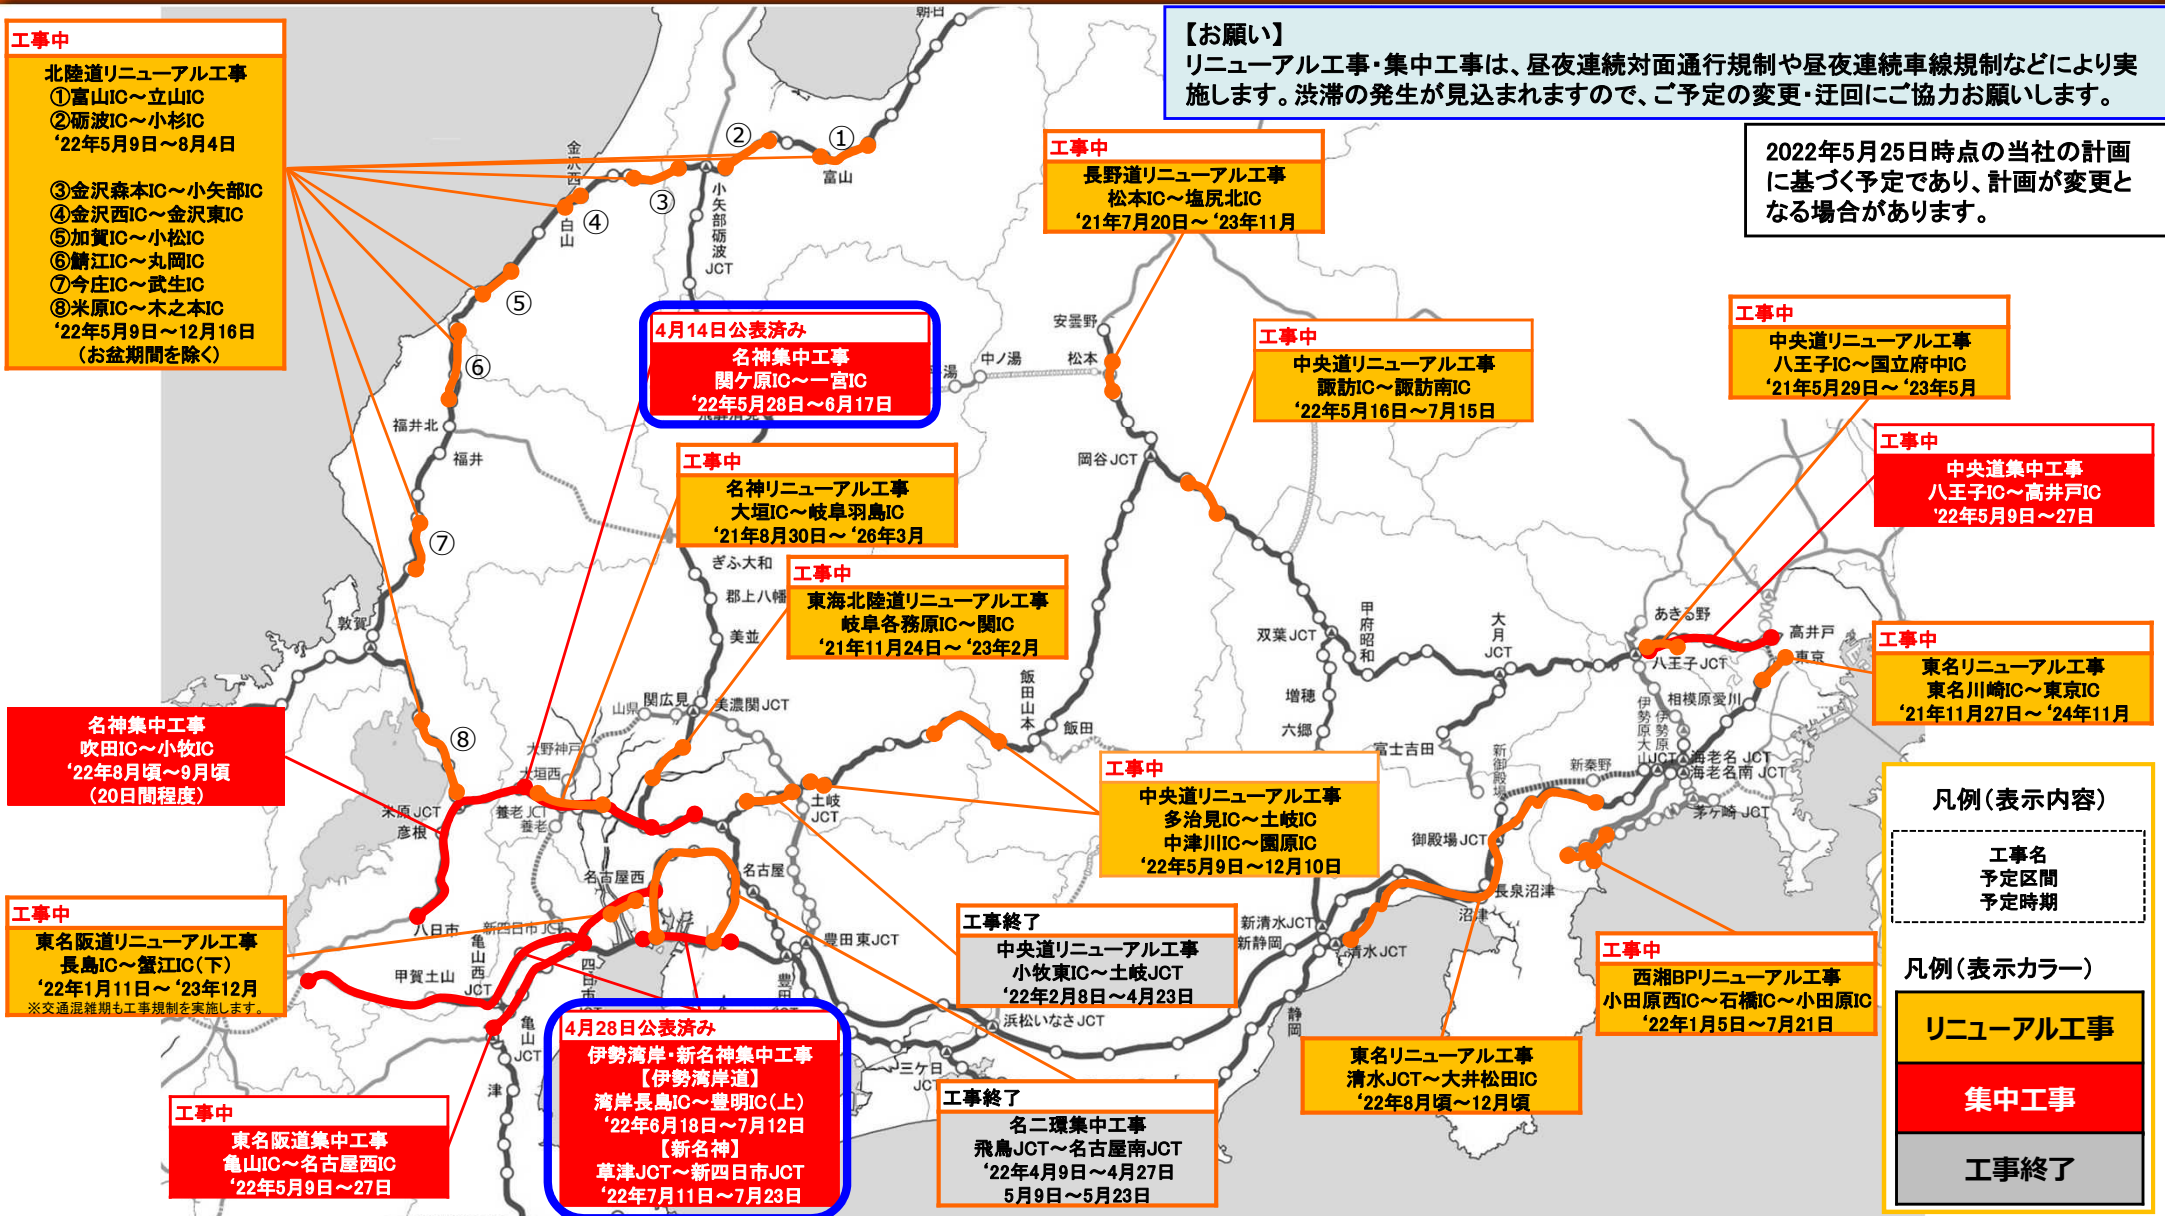 【お願い】
リニューアル工事・集中工事は、昼夜連続対面通行規制や昼夜連続車線規制などにより実
施します。渋滞の発生が見込まれますので、ご予定の変更・迂回にご協力お願いします。
2022年5月25日時点の当社の計画
に基づく予定であり、計画が変更と
なる場合があります。
工事中
北陸道リニューアル工事
①富山IC～立山IC
②砺波IC～小杉IC
‘22年5月9日～8月4日
③金沢森本IC～小矢部IC
④金沢西IC～金沢東IC
⑤加賀IC～小松IC
⑥鯖江IC～丸岡IC
⑦今庄IC～武生IC
⑧米原IC～木之本IC
‘22年5月9日～12月16日
(お盆期間を除く)
工事中
長野道リニューアル工事
松本IC～塩尻北IC
‘21年7月20日～‘23年11月
4月14日公表済み
名神集中工事
関ケ原IC～一宮IC
‘22年5月28日～6月17日
工事中
中央道リニューアル工事
諏訪IC～諏訪南IC
‘22年5月16日～7月15日
工事中
中央道リニューアル工事
八王子IC～国立府中IC
‘21年5月29日～‘23年5月
工事中
中央道集中工事
八王子IC～高井戸IC
‘22年5月9日～27日
工事中
名神リニューアル工事
大垣IC～岐阜羽島IC
‘21年8月30日～‘26年3月
工事中
東海北陸道リニューアル工事
岐阜各務原IC～関IC
‘21年11月24日～‘23年2月
工事中
東名リニューアル工事
東名川崎IC～東京IC
‘21年11月27日～‘24年11月
名神集中工事
吹田IC～小牧IC
‘22年8月頃～9月頃
(20日間程度)
工事中
中央道リニューアル工事
多治見IC～土岐IC
中津川IC～園原IC
‘22年5月9日～12月10日
工事中
東名阪道リニューアル工事
長島IC～蟹江IC(下)
‘22年1月11日～‘23年12月
※交通混雑期も工事規制を実施します。
工事終了
中央道リニューアル工事
小牧東IC～土岐JCT
‘22年2月8日～4月23日
工事中
西湘BPリニューアル工事
小田原西IC～石橋IC～小田原IC
‘22年1月5日～7月21日
4月28日公表済み
伊勢湾岸・新名神集中工事
【伊勢湾岸道】
湾岸長島IC～豊明IC(上)
‘22年6月18日～7月12日
【新名神】
草津JCT～新四日市JCT
‘22年7月11日～7月23日
東名リニューアル工事
清水JCT～大井松田IC
‘22年8月頃～12月頃
工事終了
名二環集中工事
飛島JCT～名古屋南JCT
‘22年4月9日～4月27日
5月9日～5月23日
工事中
東名阪道集中工事
亀山IC～名古屋西IC
‘22年5月9日～27日
凡例(表示内容)
工事名
予定区間
予定時期
凡例(表示カラー)
リニューアル工事
集中工事
工事終了
朝日
①
②
③
④
⑤
⑥
⑦
⑧
富山
金沢西
白山
小矢部砺波JCT
福井北
福井
敦賀
安曇野
松本
中ノ湯
岡谷JCT
ぎふ大和
郡上八幡
美並
関広見
山県
美濃関JCT
大野神戸
大垣西
養老JCT
養老
米原JCT
彦根
八日市
甲賀土山
亀山西JCT
新四日市JCT
亀山JCT
津
名古屋西
名古屋
土岐JCT
豊田東JCT
飯田山本
飯田
双葉JCT
甲府昭和
増穂
六郷
大月JCT
富士吉田
あきる野
八王子JCT
高井戸
東京
相模原愛川
伊勢原大山
伊勢原JCT
海老名JCT
海老名南JCT
茅ヶ崎JCT
新秦野
新御殿場
御殿場JCT
長泉沼津
沼津
新清水JCT
新静岡
清水JCT
静岡
浜松いなさJCT
三ケ日JCT